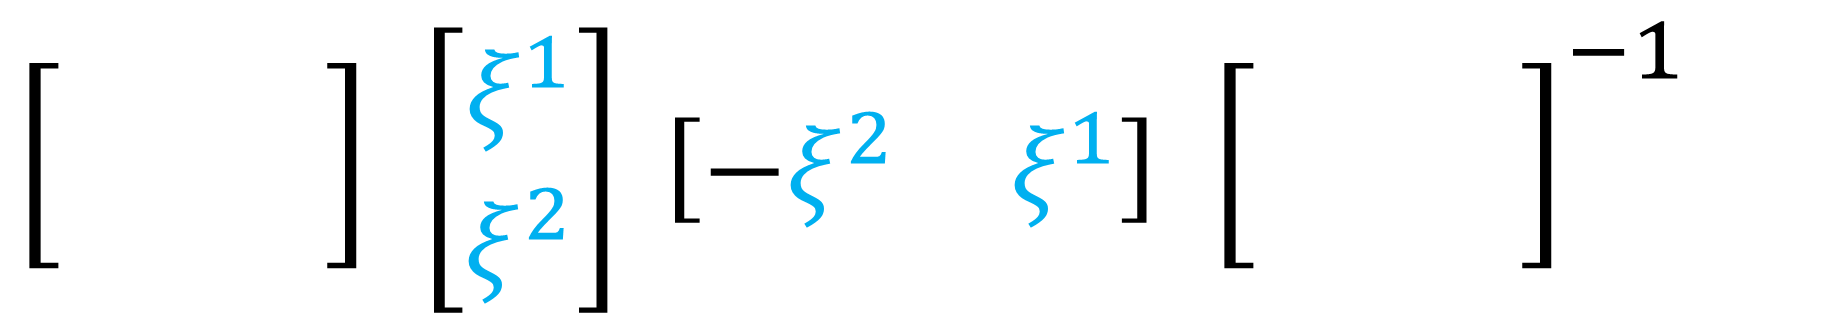 [ ] [ξ¹ ξ²] [−ξ² ξ¹] [ ]⁻¹